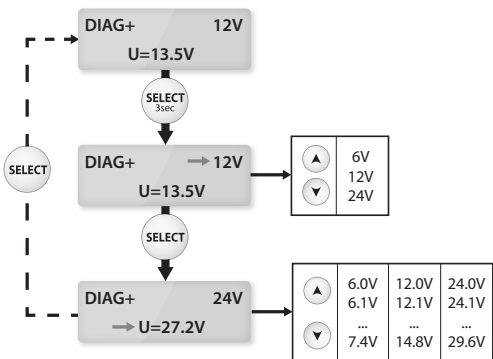 DIAG+ 12V
U=13.5V
SELECT
3sec
SELECT
DIAG+ → 12V
U=13.5V
6V
12V
24V
SELECT
DIAG+ 24V
→ U=27.2V
6.0V 12.0V 24.0V
6.1V 12.1V 24.1V
... ... ...
7.4V 14.8V 29.6V